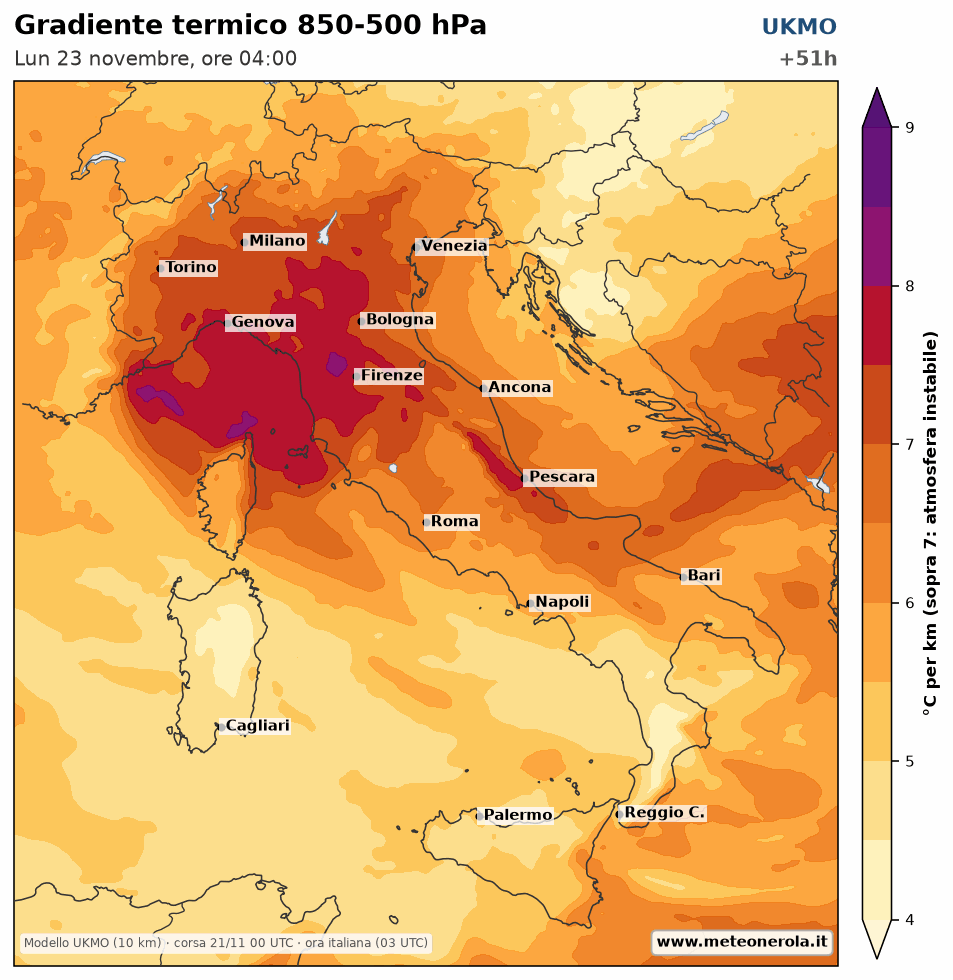 Gradiente termico 850-500 hPa
UKMO
Lun 23 novembre, ore 04:00
+51h
Milano
Venezia
Torino
Genova
Bologna
Firenze
Ancona
Pescara
Roma
Bari
Napoli
Cagliari
Palermo
Reggio C.
9
8
7
6
5
4
°C per km (sopra 7: atmosfera instabile)
Modello UKMO (10 km) · corsa 21/11 00 UTC · ora italiana (03 UTC)
www.meteonerola.it